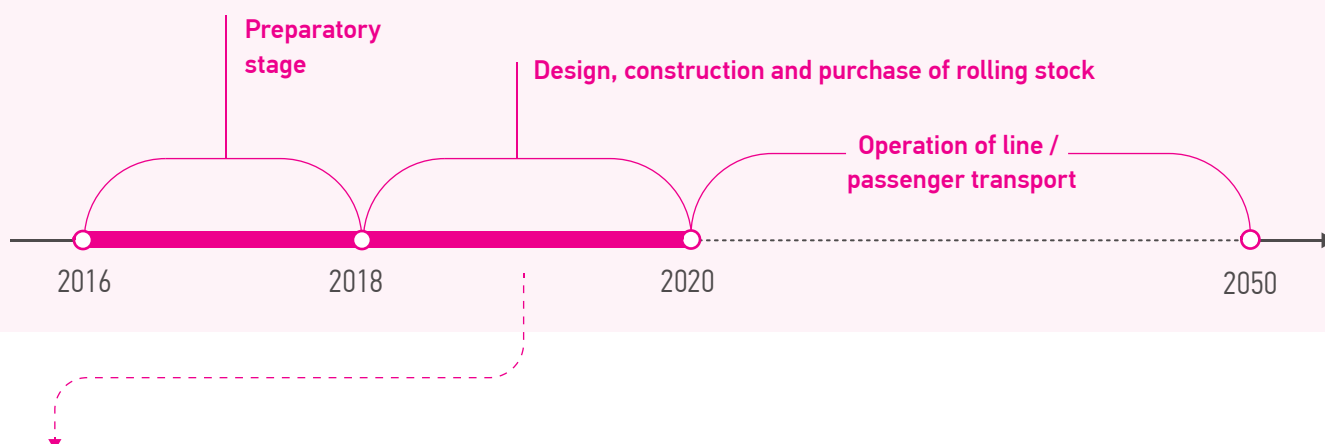 Preparatory
stage
Design, construction and purchase of rolling stock
Operation of line /
passenger transport
2016
2018
2020
2050